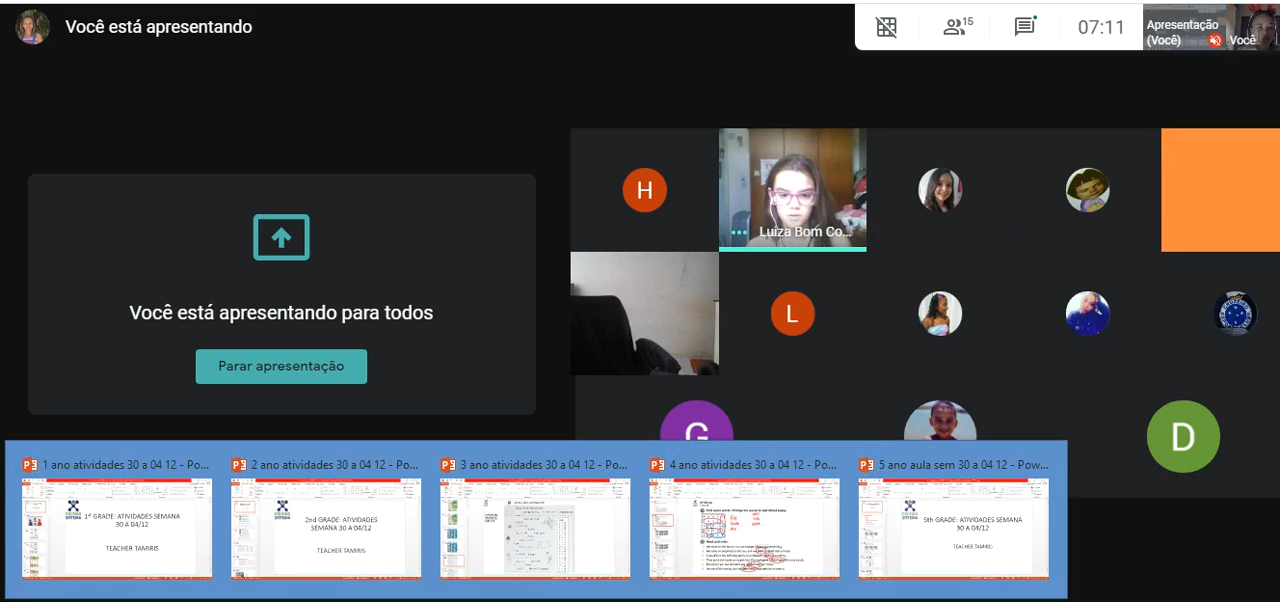 Você está apresentando
15
07:11
Apresentação
(Você)
Você
H
Luiza Bom Co...
Você está apresentando para todos
Parar apresentação
L
G
D
1 ano atividades 30 a 04 12 - Po...
2 ano atividades 30 a 04 12 - Po...
3 ano atividades 30 a 04 12 - Po...
4 ano atividades 30 a 04 12 - Po...
5 ano aula sem 30 a 04 12 - Pow...
1st GRADE: ATIVIDADES SEMANA
30 A 04/12
TEACHER TAMIRIS
2nd GRADE: ATIVIDADES
SEMANA 30 A 04/12
TEACHER TAMIRIS
5th GRADE: ATIVIDADES SEMANA
30 A 04/12
TEACHER TAMIRIS